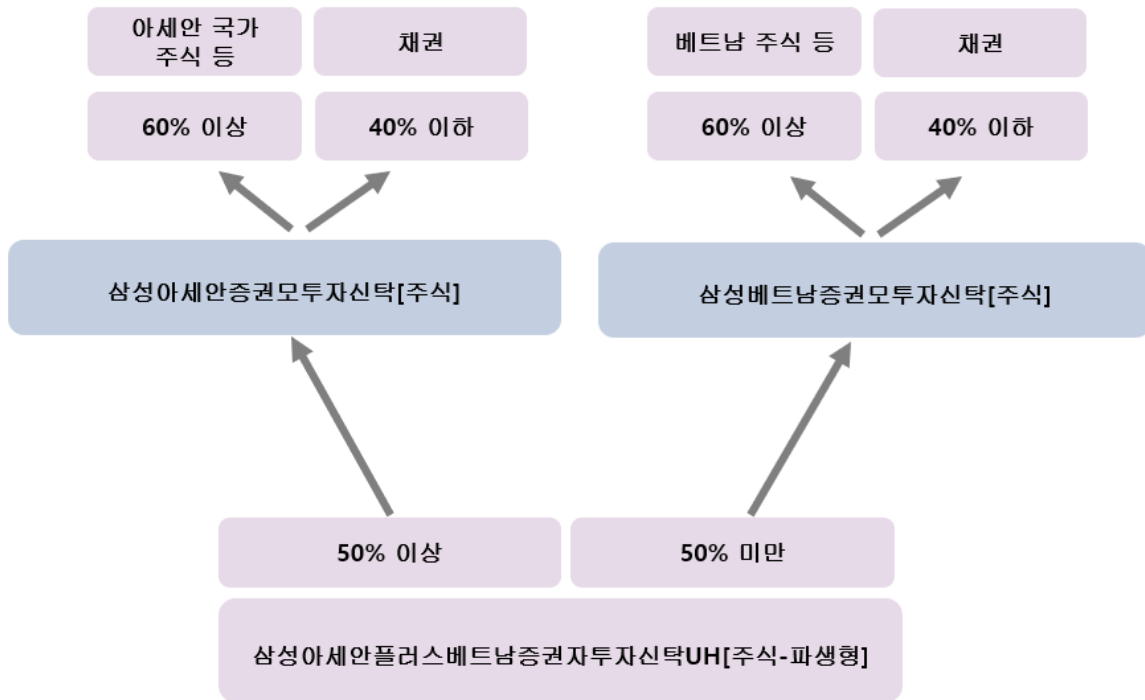 아세안 국가
주식 등
채권
베트남 주식 등
채권
60% 이상
40% 이하
60% 이상
40% 이하
삼성아세안증권모투자신탁[주식]
삼성베트남증권모투자신탁[주식]
50% 이상
50% 미만
삼성아세안플러스베트남증권자투자신탁UH[주식-파생형]